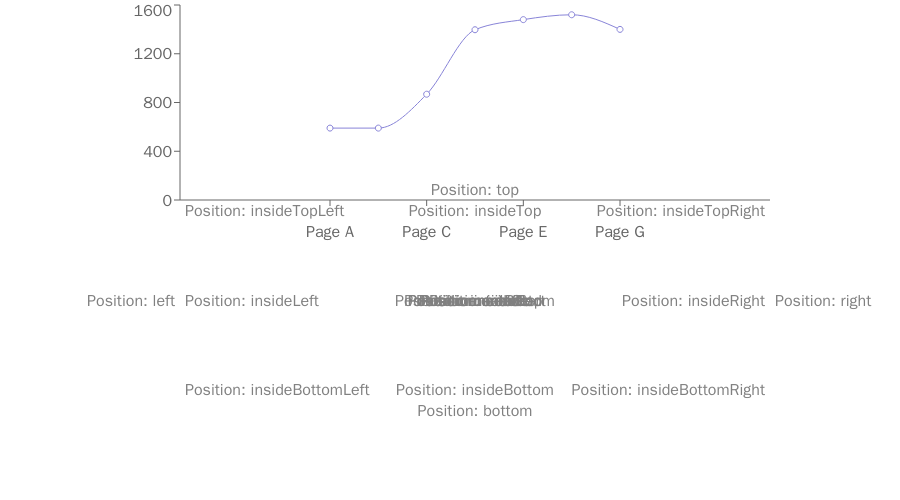 1600
1200
800
400
0
Position: top
Position: insideTopLeft Position: insideTop Position: insideTopRight
Page A Page C Page E Page G
Position: left Position: insideLeft Position: insideRight Position: right
Position: insideBottomLeft Position: insideBottom Position: insideBottomRight
Position: bottom